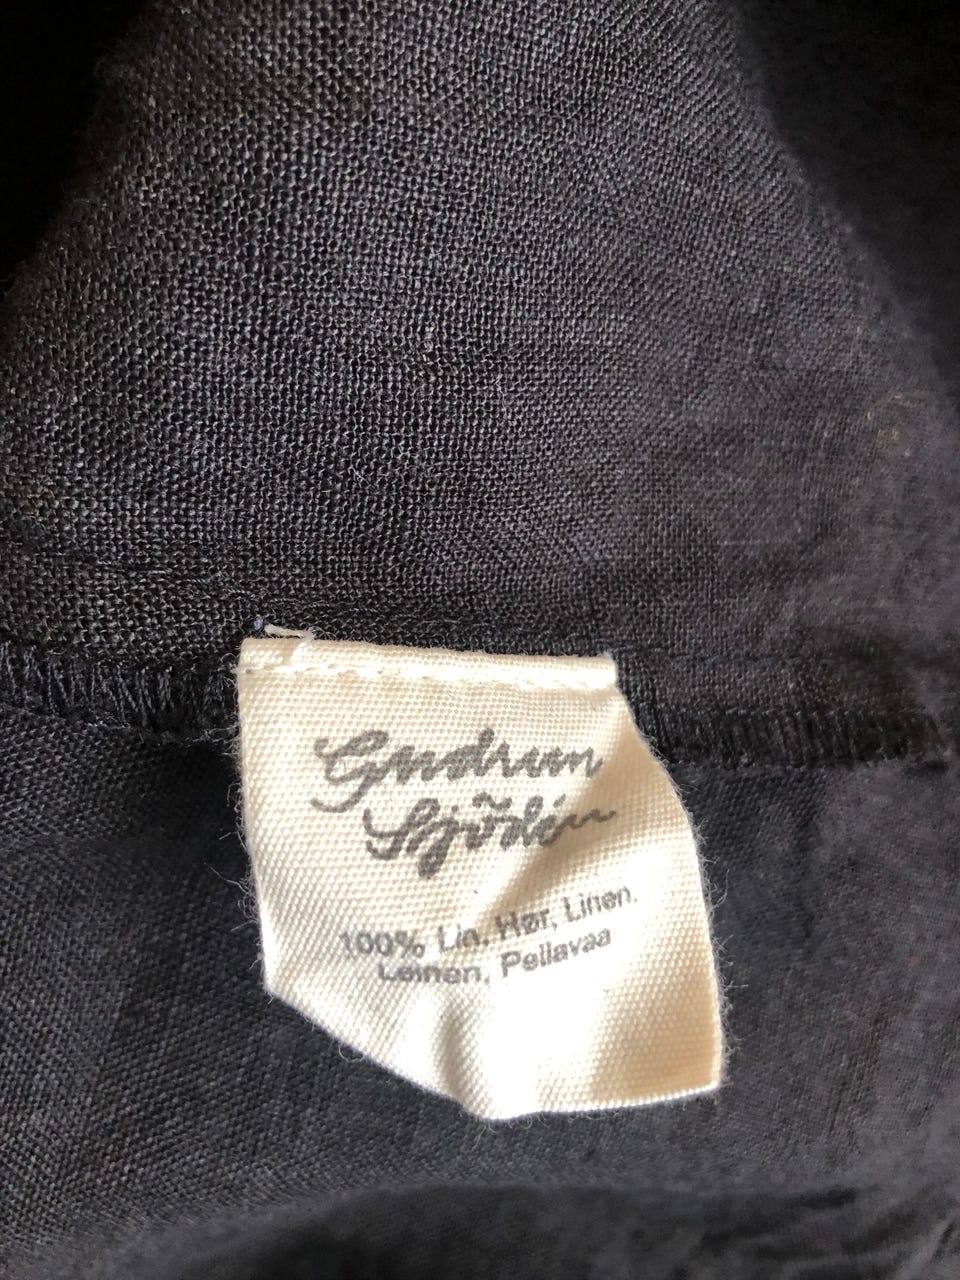 Gudrun
Sjödén
100% Lin, Hør, Linen,
Leinen, Pellavaa